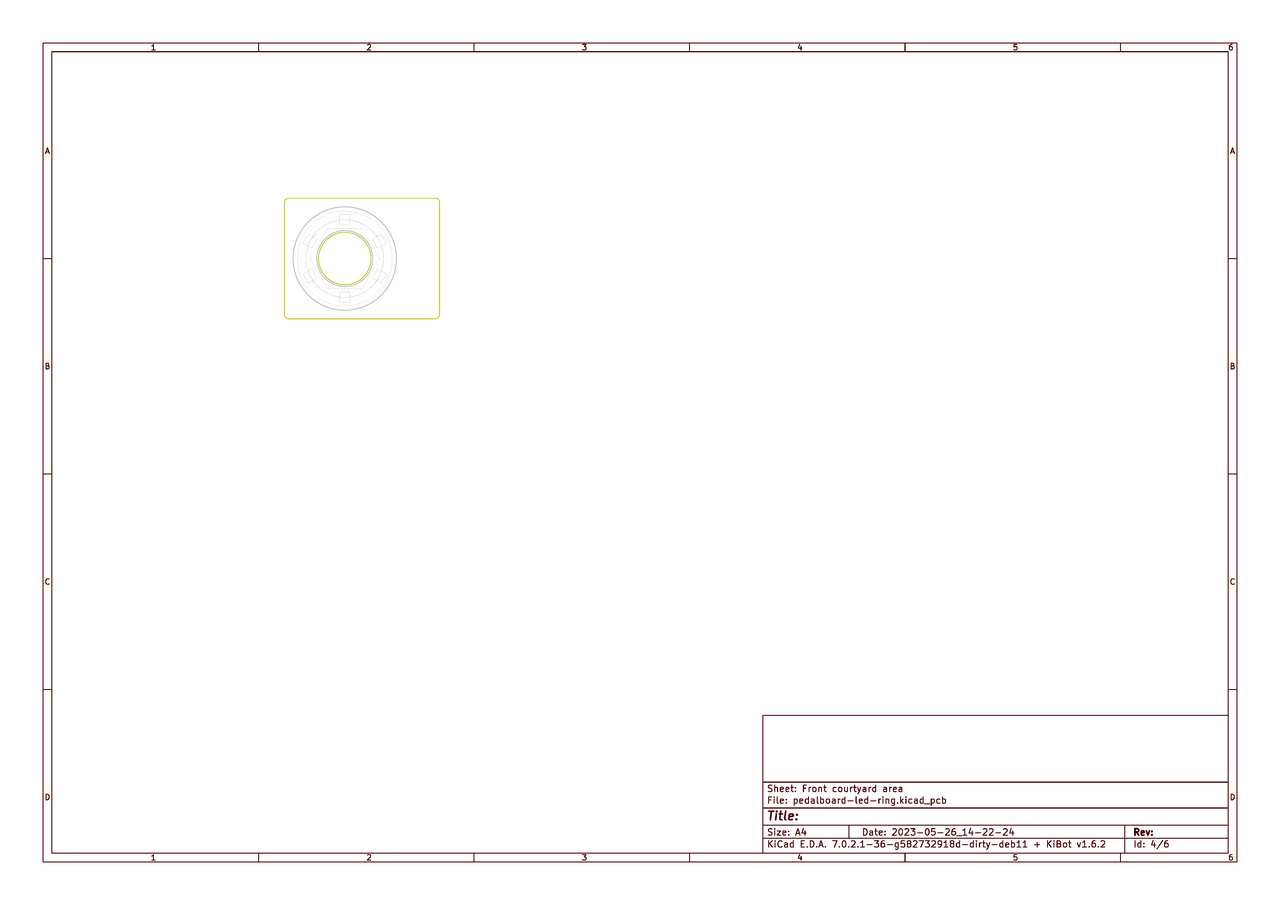 1 2 3 4 5 6
A A
B B
C C
D D
Sheet: Front courtyard area
File: pedalboard-led-ring.kicad_pcb
Title:
Size: A4 Date: 2023-05-26_14-22-24 Rev:
KiCad E.D.A. 7.0.2.1-36-g582732918d-dirty-deb11 + KiBot v1.6.2 Id: 4/6
1 2 3 4 5 6